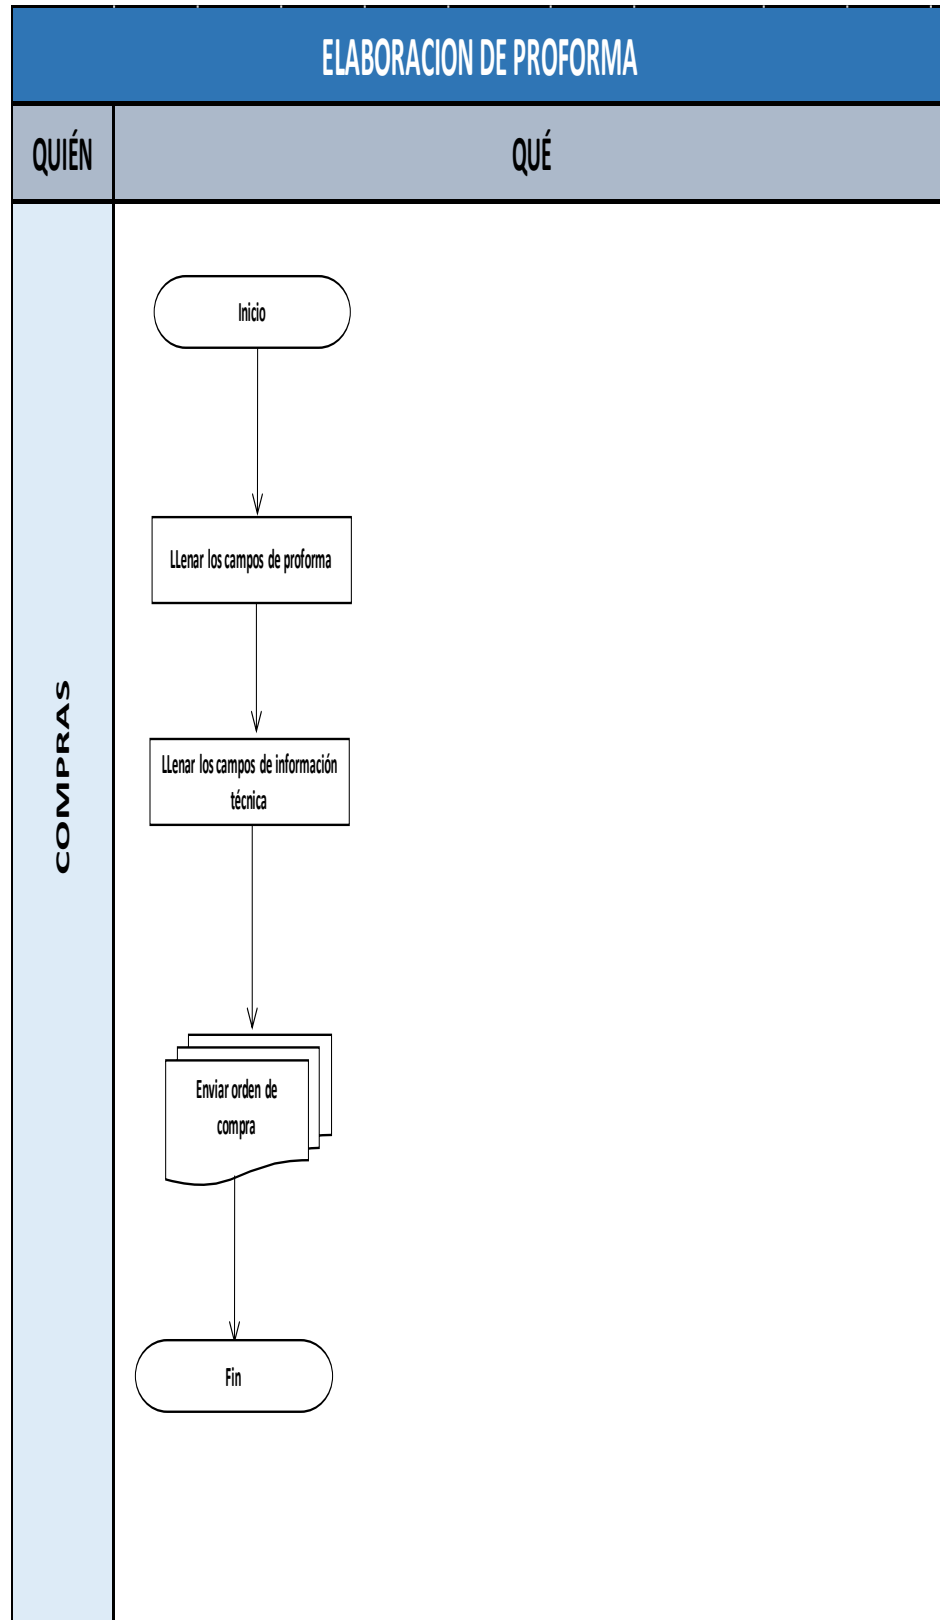 ELABORACION DE PROFORMA
QUIÉN
QUÉ
COMPRAS
Inicio
LLenar los campos de proforma
LLenar los campos de información
técnica
Enviar orden de
compra
Fin